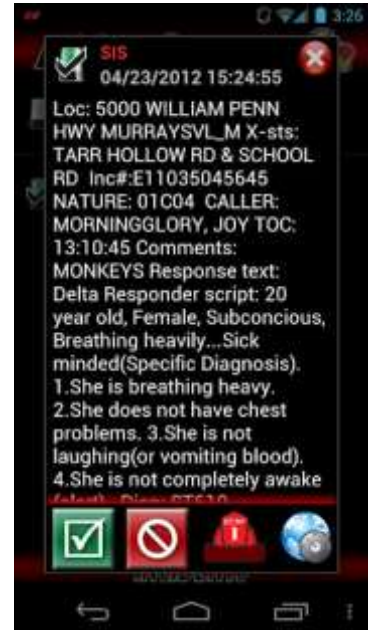 3:26
SIS
04/23/2012 15:24:55
Loc: 5000 WILLIAM PENN
HWY MURRAYSVL_M X-sts:
TARR HOLLOW RD & SCHOOL
RD Inc#:E11035045645
NATURE: 01C04 CALLER:
MORNINGGLORY, JOY TOC:
13:10:45 Comments:
MONKEYS Response text:
Delta Responder script: 20
year old, Female, Subconcious,
Breathing heavily...Sick
minded(Specific Diagnosis).
1.She is breathing heavy.
2.She does not have chest
problems. 3.She is not
laughing(or vomiting blood).
4.She is not completely awake